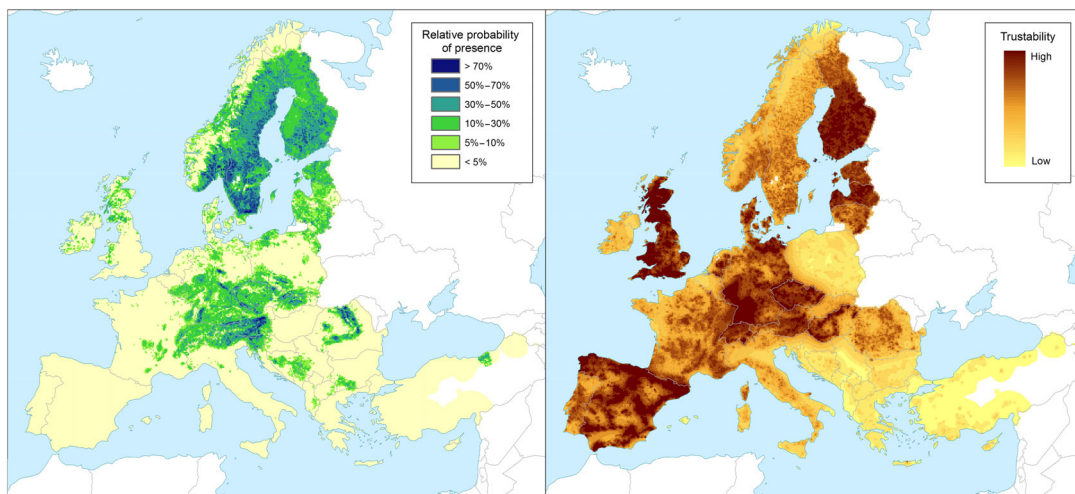 Relative probability
of presence
> 70%
50%–70%
30%–50%
10%–30%
5%–10%
< 5%
Trustability
High
Low